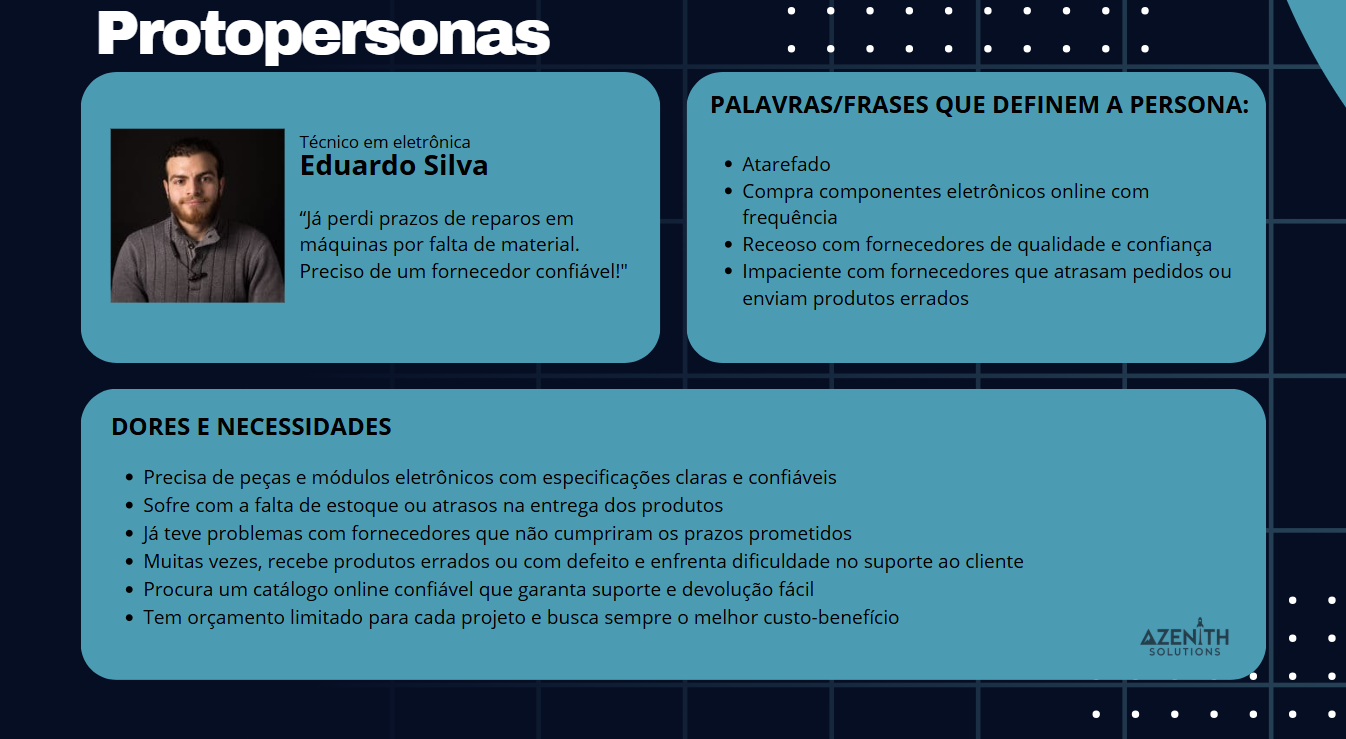 Protopersonas
Técnico em eletrônica
Eduardo Silva
“Já perdi prazos de reparos em
máquinas por falta de material.
Preciso de um fornecedor confiável!"
PALAVRAS/FRASES QUE DEFINEM A PERSONA:
Atarefado
Compra componentes eletrônicos online com
frequência
Receoso com fornecedores de qualidade e confiança
Impaciente com fornecedores que atrasam pedidos ou
enviam produtos errados
DORES E NECESSIDADES
Precisa de peças e módulos eletrônicos com especificações claras e confiáveis
Sofre com a falta de estoque ou atrasos na entrega dos produtos
Já teve problemas com fornecedores que não cumpriram os prazos prometidos
Muitas vezes, recebe produtos errados ou com defeito e enfrenta dificuldade no suporte ao cliente
Procura um catálogo online confiável que garanta suporte e devolução fácil
Tem orçamento limitado para cada projeto e busca sempre o melhor custo-benefício
AZENITH
SOLUTIONS